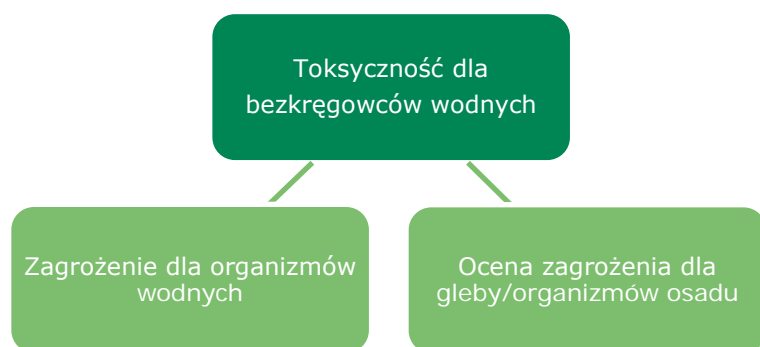 Toksyczność dla
bezkręgowców wodnych
Zagrożenie dla organizmów
wodnych
Ocena zagrożenia dla
gleby/organizmów osadu